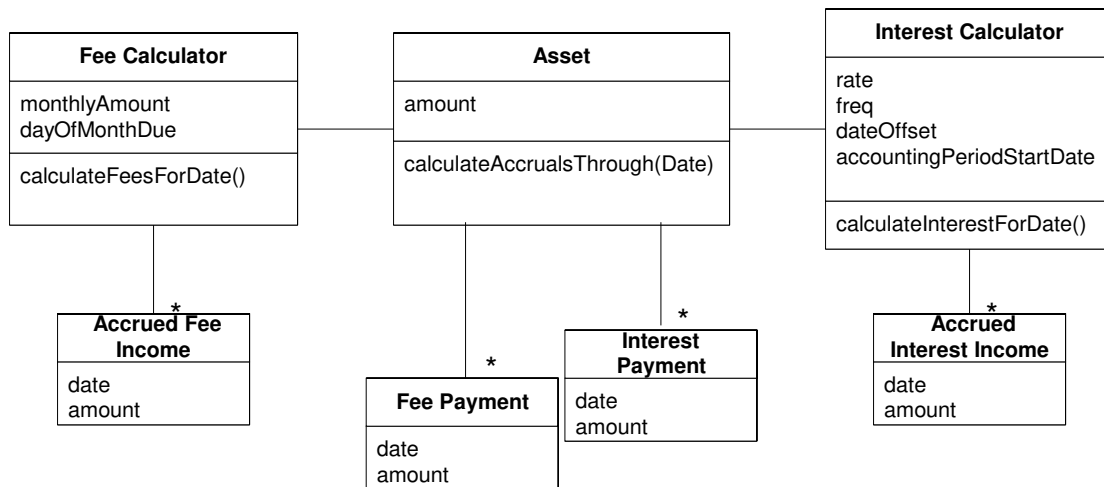 Fee Calculator
monthlyAmount
dayOfMonthDue
calculateFeesForDate()
Asset
amount
calculateAccrualsThrough(Date)
Interest Calculator
rate
freq
dateOffset
accountingPeriodStartDate
calculateInterestForDate()
*
Accrued Fee
Income
date
amount
*
Fee Payment
date
amount
*
Interest
Payment
date
amount
*
Accrued
Interest Income
date
amount